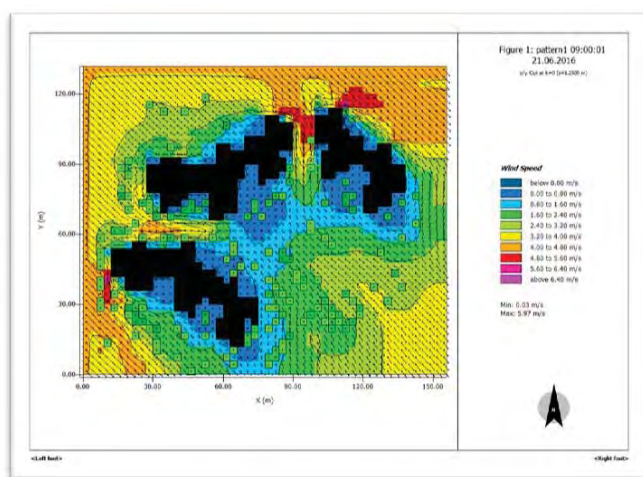 Figure 1: pattern1 09:00:01
21.06.2016
Y (m)
120.00
90.00
60.00
30.00
0.00
0.00 30.00 60.00 90.00 120.00 150.00
X (m)
Wind Speed
below 0.00 m/s
0.00 to 0.80 m/s
0.80 to 1.60 m/s
1.60 to 2.40 m/s
2.40 to 3.20 m/s
3.20 to 4.00 m/s
4.00 to 4.80 m/s
4.80 to 5.60 m/s
5.60 to 6.40 m/s
above 6.40 m/s
Min: 0.03 m/s
Max: 5.97 m/s
N
<Left foot>
<Right foot>